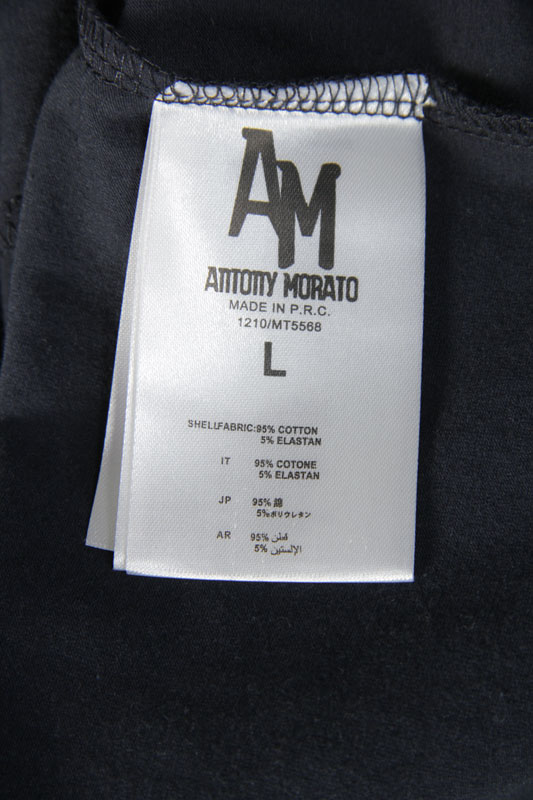 AM
ANTONY MORATO
MADE IN P.R.C.
1210/MT5568
L
SHELLFABRIC:95% COTTON
5% ELASTAN
IT 95% COTONE
5% ELASTAN
JP 95% 綿
5%ポリウレタン
AR 95% قطن
5% الإلستين